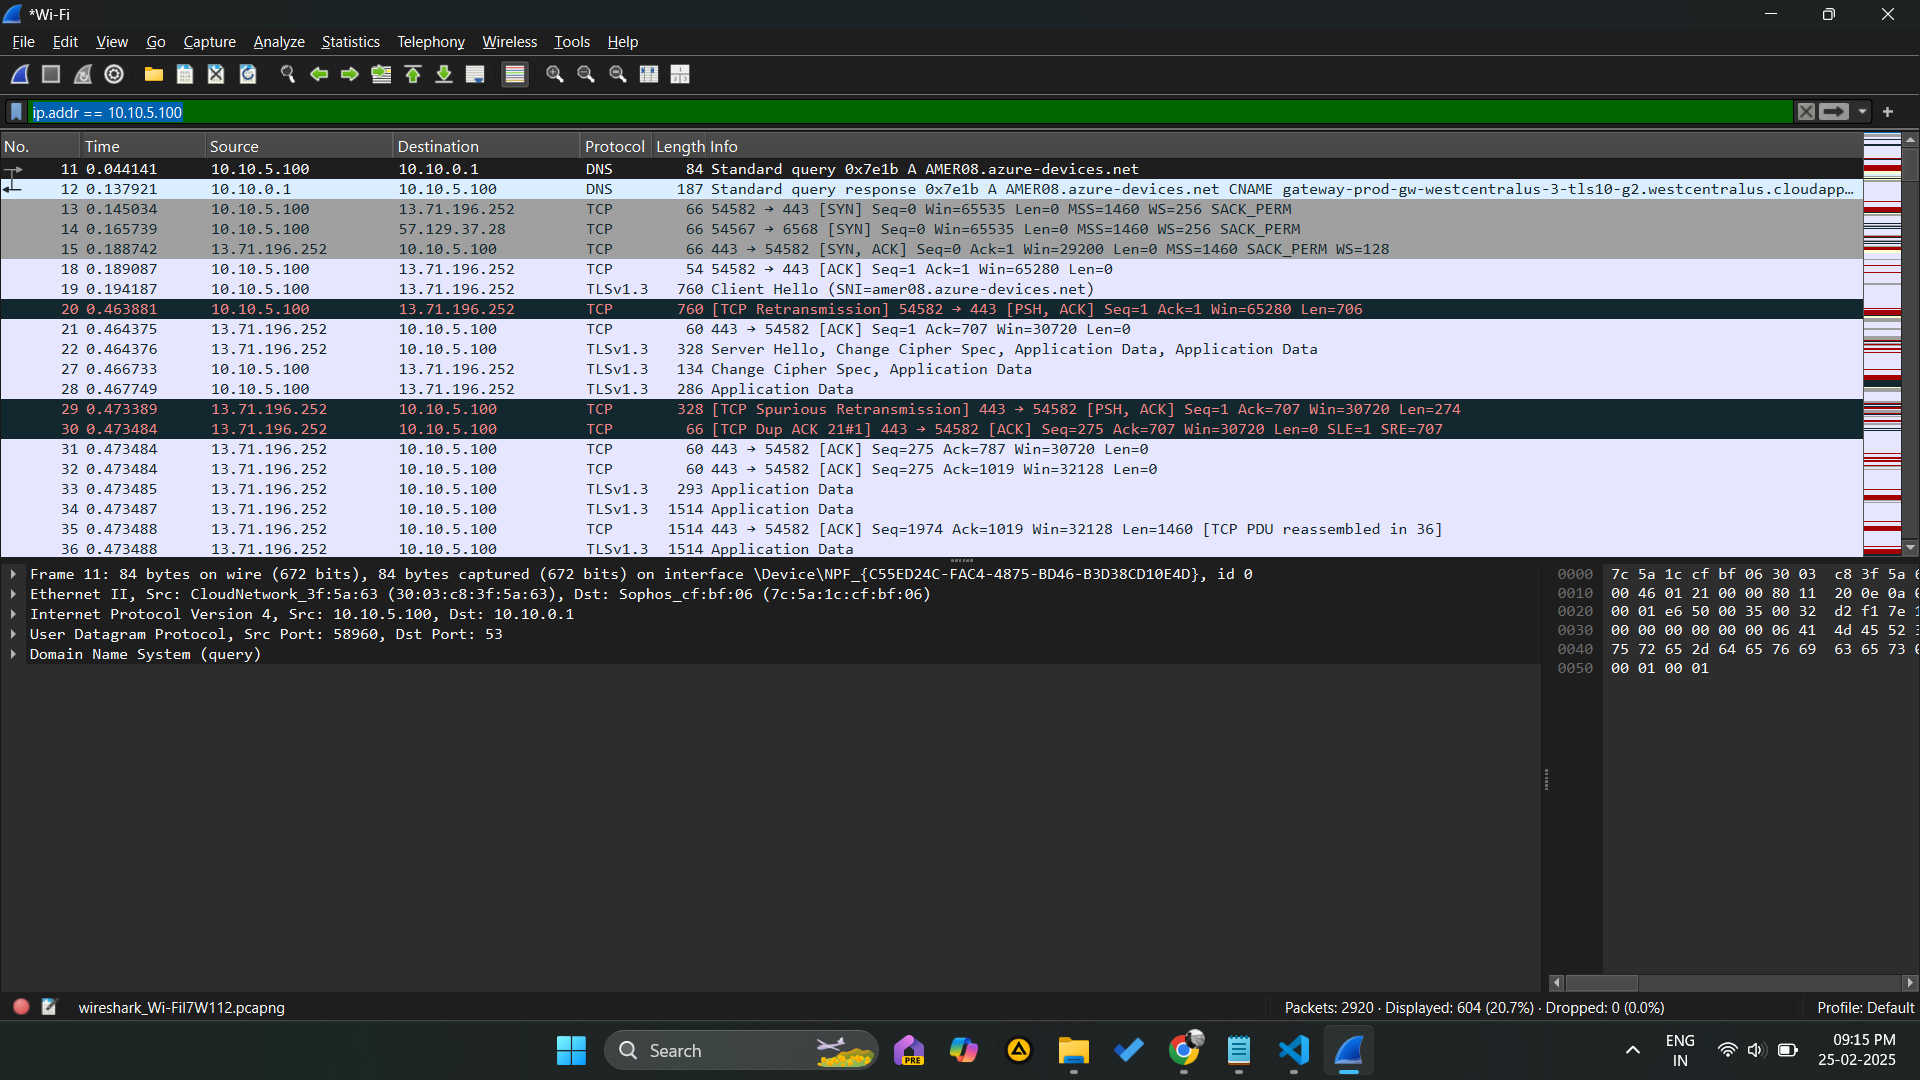 *Wi-Fi
File Edit View Go Capture Analyze Statistics Telephony Wireless Tools Help
ip.addr == 10.10.5.100
No. Time Source Destination Protocol Length Info
11 0.044141 10.10.5.100 10.10.0.1 DNS 84 Standard query 0x7e1b A AMER08.azure-devices.net
12 0.137921 10.10.0.1 10.10.5.100 DNS 187 Standard query response 0x7e1b A AMER08.azure-devices.net CNAME gateway-prod-gw-westcentralus-3-tls10-g2.westcentralus.cloudapp…
13 0.145034 10.10.5.100 13.71.196.252 TCP 66 54582 → 443 [SYN] Seq=0 Win=65535 Len=0 MSS=1460 WS=256 SACK_PERM
14 0.165739 10.10.5.100 57.129.37.28 TCP 66 54567 → 6568 [SYN] Seq=0 Win=65535 Len=0 MSS=1460 WS=256 SACK_PERM
15 0.188742 13.71.196.252 10.10.5.100 TCP 66 443 → 54582 [SYN, ACK] Seq=0 Ack=1 Win=29200 Len=0 MSS=1460 SACK_PERM WS=128
18 0.189087 10.10.5.100 13.71.196.252 TCP 54 54582 → 443 [ACK] Seq=1 Ack=1 Win=65280 Len=0
19 0.194187 10.10.5.100 13.71.196.252 TLSv1.3 760 Client Hello (SNI=amer08.azure-devices.net)
20 0.463881 10.10.5.100 13.71.196.252 TCP 760 [TCP Retransmission] 54582 → 443 [PSH, ACK] Seq=1 Ack=1 Win=65280 Len=706
21 0.464375 13.71.196.252 10.10.5.100 TCP 60 443 → 54582 [ACK] Seq=1 Ack=707 Win=30720 Len=0
22 0.464376 13.71.196.252 10.10.5.100 TLSv1.3 328 Server Hello, Change Cipher Spec, Application Data, Application Data
27 0.466733 10.10.5.100 13.71.196.252 TLSv1.3 134 Change Cipher Spec, Application Data
28 0.467749 10.10.5.100 13.71.196.252 TLSv1.3 286 Application Data
29 0.473389 13.71.196.252 10.10.5.100 TCP 328 [TCP Spurious Retransmission] 443 → 54582 [PSH, ACK] Seq=1 Ack=707 Win=30720 Len=274
30 0.473484 13.71.196.252 10.10.5.100 TCP 66 [TCP Dup ACK 21#1] 443 → 54582 [ACK] Seq=275 Ack=707 Win=30720 Len=0 SLE=1 SRE=707
31 0.473484 13.71.196.252 10.10.5.100 TCP 60 443 → 54582 [ACK] Seq=275 Ack=787 Win=30720 Len=0
32 0.473484 13.71.196.252 10.10.5.100 TCP 60 443 → 54582 [ACK] Seq=275 Ack=1019 Win=32128 Len=0
33 0.473485 13.71.196.252 10.10.5.100 TLSv1.3 293 Application Data
34 0.473487 13.71.196.252 10.10.5.100 TLSv1.3 1514 Application Data
35 0.473488 13.71.196.252 10.10.5.100 TCP 1514 443 → 54582 [ACK] Seq=1974 Ack=1019 Win=32128 Len=1460 [TCP PDU reassembled in 36]
36 0.473488 13.71.196.252 10.10.5.100 TLSv1.3 1514 Application Data
Frame 11: 84 bytes on wire (672 bits), 84 bytes captured (672 bits) on interface \Device\NPF_{C55ED24C-FAC4-4875-BD46-B3D38CD10E4D}, id 0
Ethernet II, Src: CloudNetwork_3f:5a:63 (30:03:c8:3f:5a:63), Dst: Sophos_cf:bf:06 (7c:5a:1c:cf:bf:06)
Internet Protocol Version 4, Src: 10.10.5.100, Dst: 10.10.0.1
User Datagram Protocol, Src Port: 58960, Dst Port: 53
Domain Name System (query)
0000 7c 5a 1c cf bf 06 30 03 c8 3f 5a
0010 00 46 01 21 00 00 80 11 20 0e 0a
0020 00 01 e6 50 00 35 00 32 d2 f1 7e
0030 00 00 00 00 00 00 06 41 4d 45 52
0040 75 72 65 2d 64 65 76 69 63 65 73
0050 00 01 00 01
wireshark_Wi-FiI7W112.pcapng
Packets: 2920 · Displayed: 604 (20.7%) · Dropped: 0 (0.0%)
Profile: Default
Search
PRE
ENG
IN
09:15 PM
25-02-2025